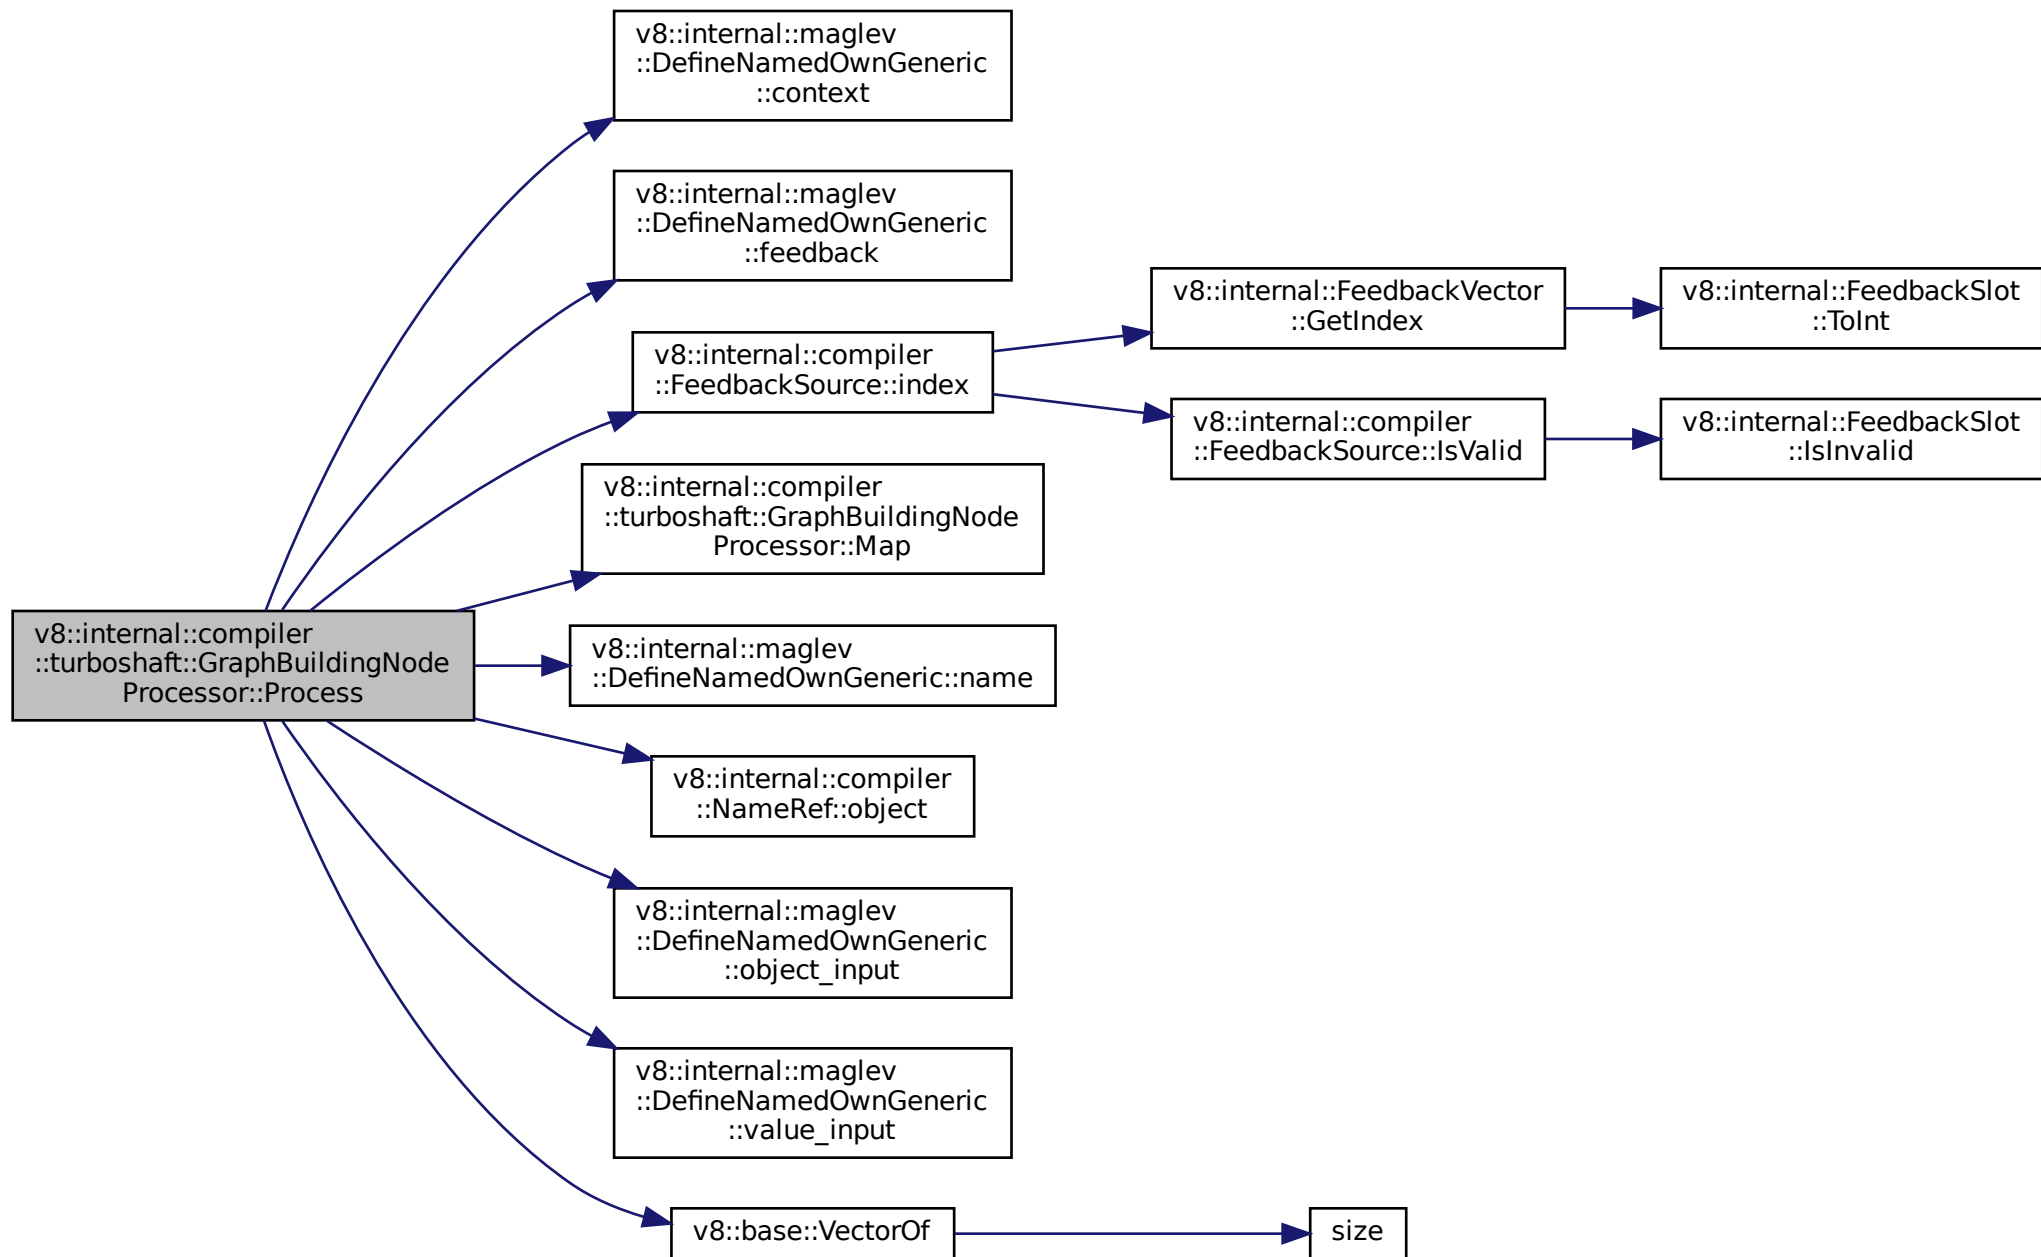 v8::internal::maglev
::DefineNamedOwnGeneric
::context
v8::internal::maglev
::DefineNamedOwnGeneric
::feedback
v8::internal::compiler
::FeedbackSource::index
v8::internal::FeedbackVector
::GetIndex
v8::internal::FeedbackSlot
::ToInt
v8::internal::compiler
::FeedbackSource::IsValid
v8::internal::FeedbackSlot
::IsInvalid
v8::internal::compiler
::turboshaft::GraphBuildingNode
Processor::Map
v8::internal::compiler
::turboshaft::GraphBuildingNode
Processor::Process
v8::internal::maglev
::DefineNamedOwnGeneric::name
v8::internal::compiler
::NameRef::object
v8::internal::maglev
::DefineNamedOwnGeneric
::object_input
v8::internal::maglev
::DefineNamedOwnGeneric
::value_input
v8::base::VectorOf
size